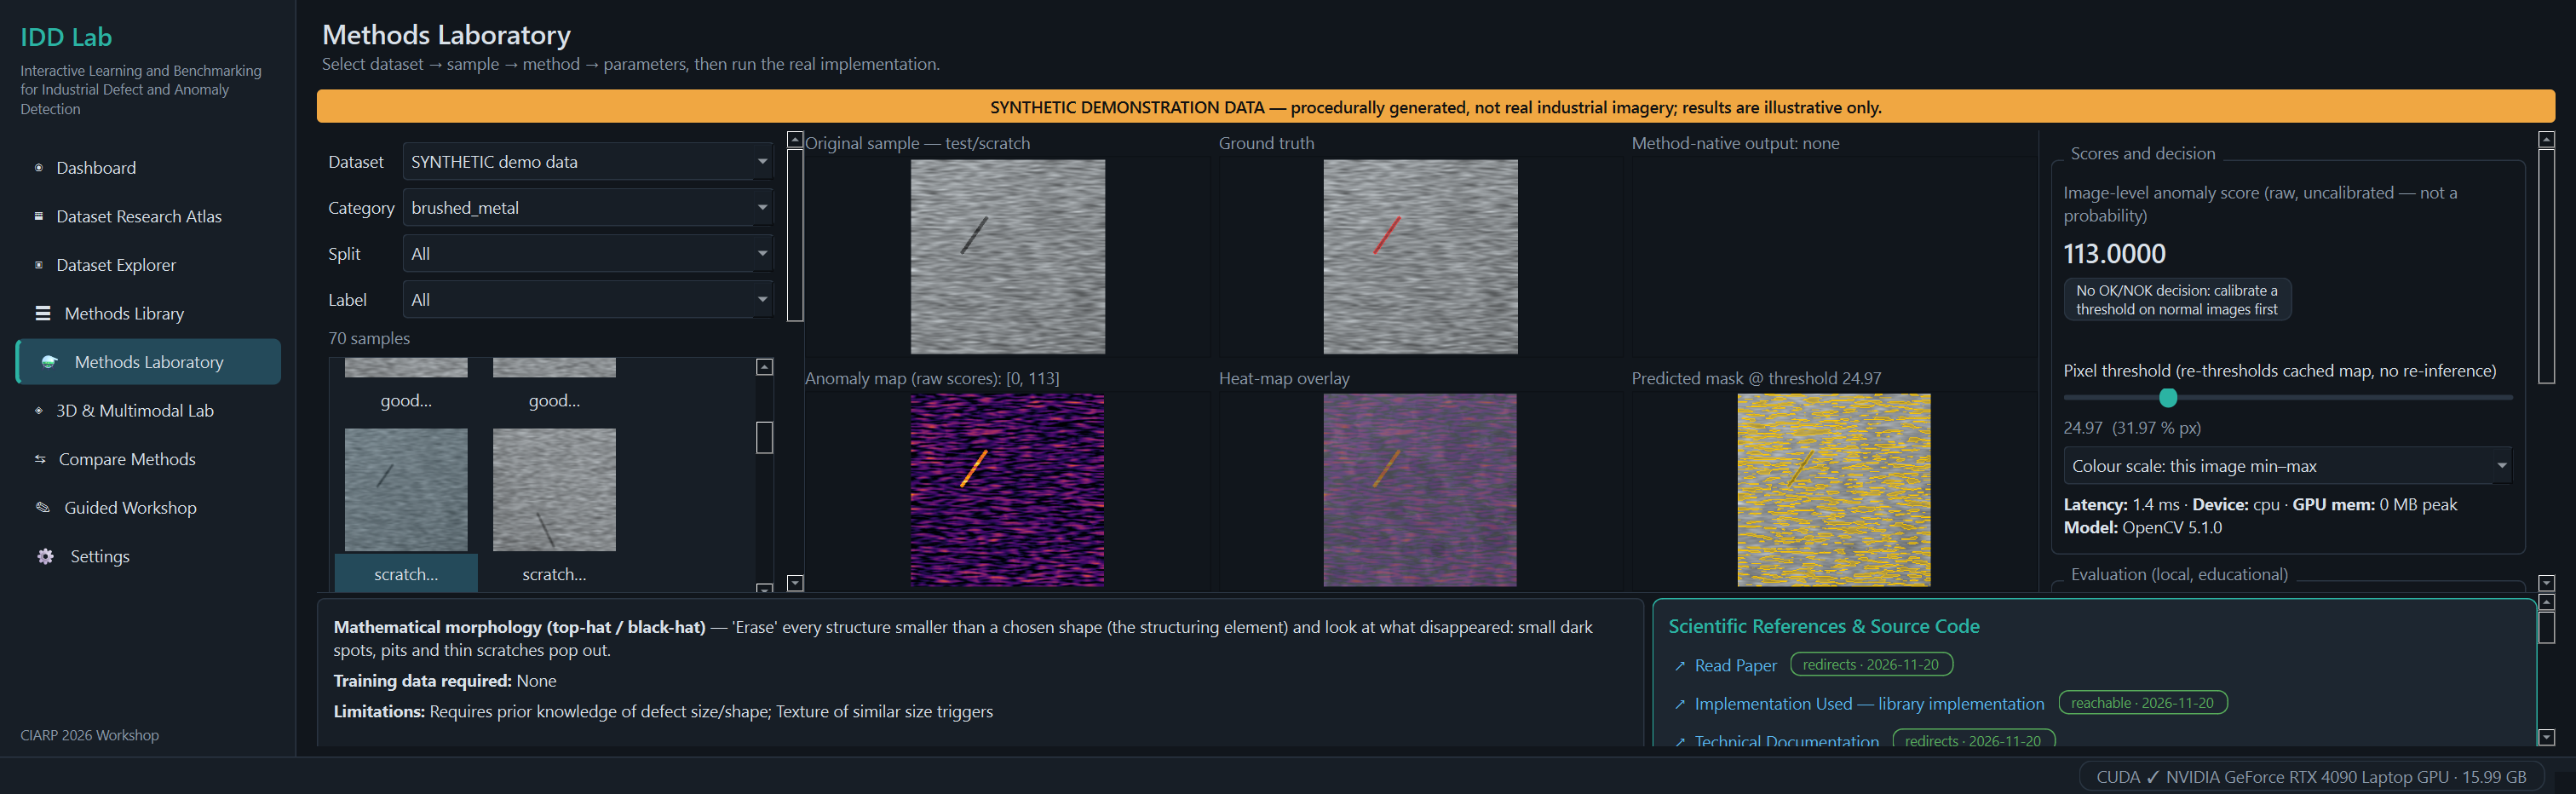 IDD Lab
Interactive Learning and Benchmarking
for Industrial Defect and Anomaly
Detection
Dashboard
Dataset Research Atlas
Dataset Explorer
Methods Library
Methods Laboratory
3D & Multimodal Lab
Compare Methods
Guided Workshop
Settings
CIARP 2026 Workshop
Methods Laboratory
Select dataset → sample → method → parameters, then run the real implementation.
SYNTHETIC DEMONSTRATION DATA — procedurally generated, not real industrial imagery; results are illustrative only.
Dataset SYNTHETIC demo data
Category brushed_metal
Split All
Label All
70 samples
good... good...
scratch... scratch...
Original sample — test/scratch
Ground truth
Method-native output: none
Anomaly map (raw scores): [0, 113]
Heat-map overlay
Predicted mask @ threshold 24.97
Scores and decision
Image-level anomaly score (raw, uncalibrated — not a
probability)
113.0000
No OK/NOK decision: calibrate a
threshold on normal images first
Pixel threshold (re-thresholds cached map, no re-inference)
24.97 (31.97 % px)
Colour scale: this image min–max
Latency: 1.4 ms · Device: cpu · GPU mem: 0 MB peak
Model: OpenCV 5.1.0
Evaluation (local, educational)
Mathematical morphology (top-hat / black-hat) — 'Erase' every structure smaller than a chosen shape (the structuring element) and look at what disappeared: small dark
spots, pits and thin scratches pop out.
Training data required: None
Limitations: Requires prior knowledge of defect size/shape; Texture of similar size triggers
Scientific References & Source Code
↗ Read Paper redirects · 2026-11-20
↗ Implementation Used — library implementation reachable · 2026-11-20
↗ Technical Documentation redirects · 2026-11-20
CUDA ✓ NVIDIA GeForce RTX 4090 Laptop GPU · 15.99 GB